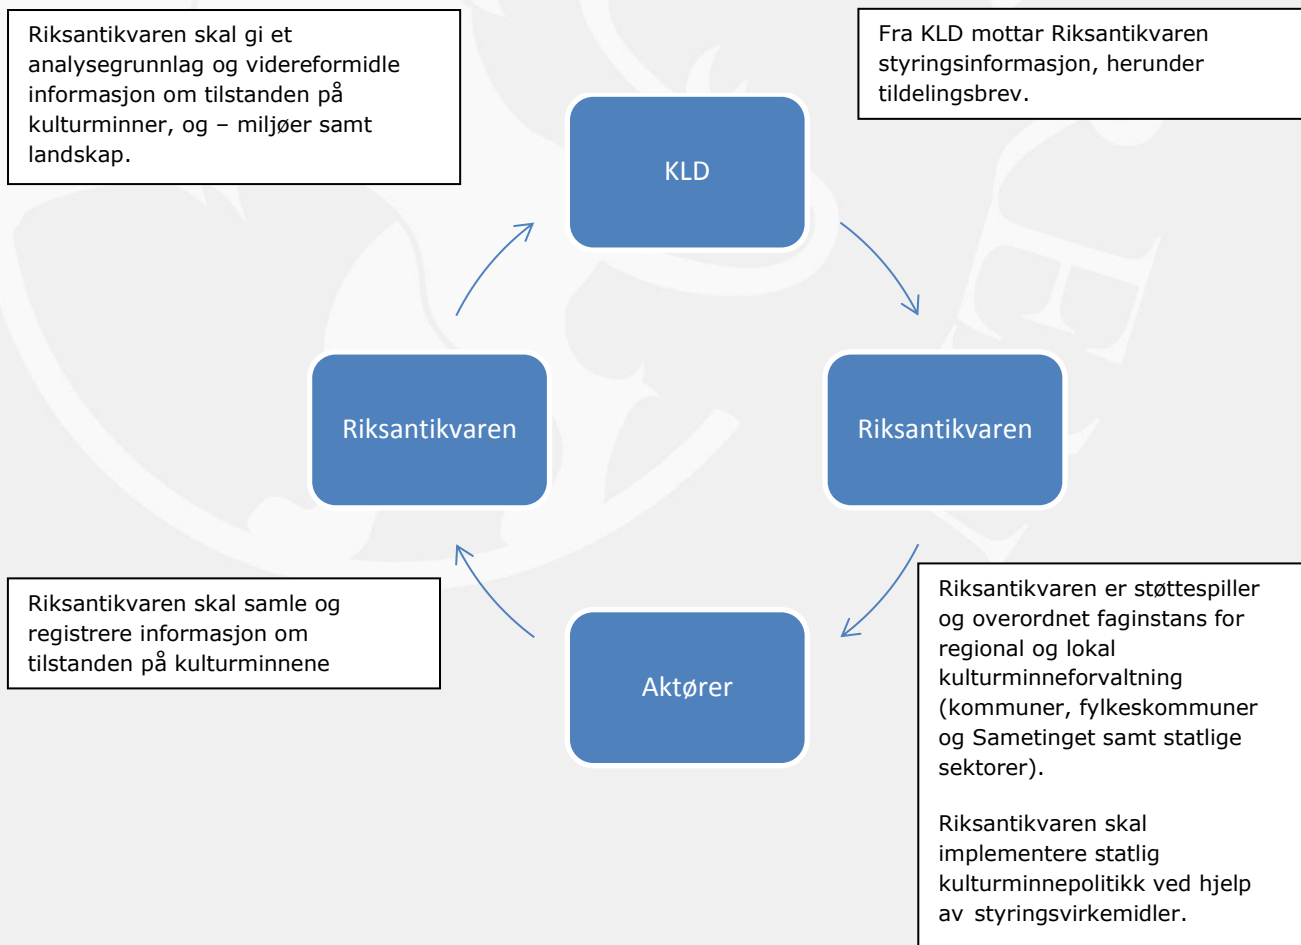 Riksantikvaren skal gi et
analysegrunnlag og videreformidle
informasjon om tilstanden på
kulturminner, og – miljøer samt
landskap.
Fra KLD mottar Riksantikvaren
styringsinformasjon, herunder
tildelingsbrev.
KLD
Riksantikvaren
Riksantikvaren
Riksantikvaren skal samle og
registrere informasjon om
tilstanden på kulturminnene
Aktører
Riksantikvaren er støttespiller
og overordnet faginstans for
regional og lokal
kulturminneforvaltning
(kommuner, fylkeskommuner
og Sametinget samt statlige
sektorer).
Riksantikvaren skal
implementere statlig
kulturminnepolitikk ved hjelp
av styringsvirkemidler.